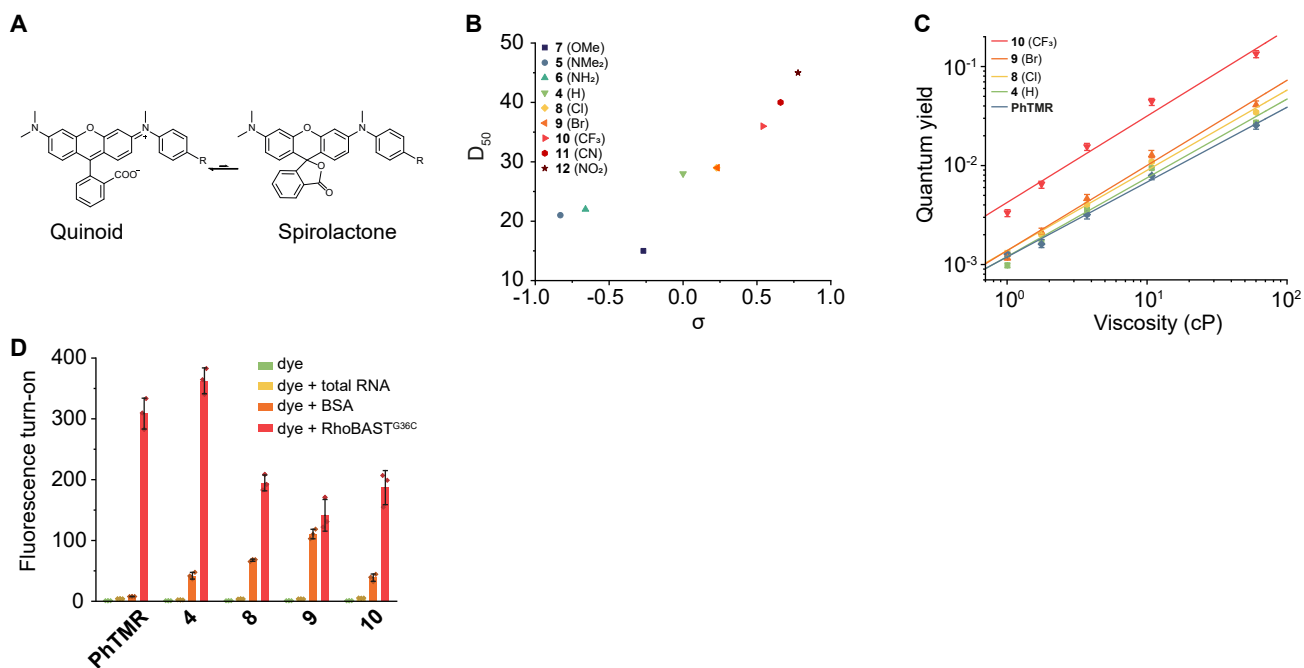 A
N
O
N
+
R
COO⁻
Quinoid
N
O
N
R
O
O
Spirolactone
B
D₅₀
50
40
30
20
10
7 (OMe)
5 (NMe₂)
6 (NH₂)
4 (H)
8 (Cl)
9 (Br)
10 (CF₃)
11 (CN)
12 (NO₂)
-1.0 -0.5 0.0 0.5 1.0
σ
C
Quantum yield
10⁻¹
10⁻²
10⁻³
10 (CF₃)
9 (Br)
8 (Cl)
4 (H)
PhTMR
10⁰ 10¹ 10²
Viscosity (cP)
D
Fluorescence turn-on
400
300
200
100
0
dye
dye + total RNA
dye + BSA
dye + RhoBASTᴳ³⁶ᶜ
PhTMR 4 8 9 10